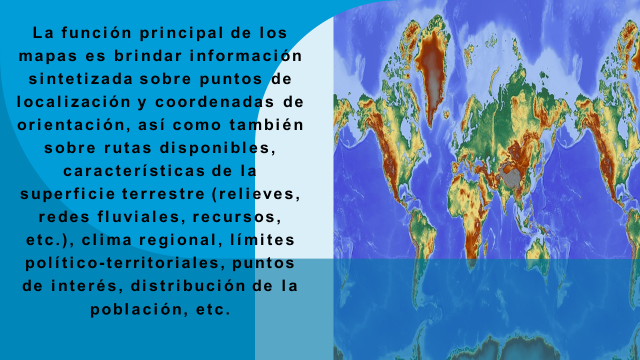 La función principal de los
mapas es brindar información
sintetizada sobre puntos de
localización y coordenadas de
orientación, así como también
sobre rutas disponibles,
características de la
superficie terrestre (relieves,
redes fluviales, recursos,
etc.), clima regional, límites
político-territoriales, puntos
de interés, distribución de la
población, etc.